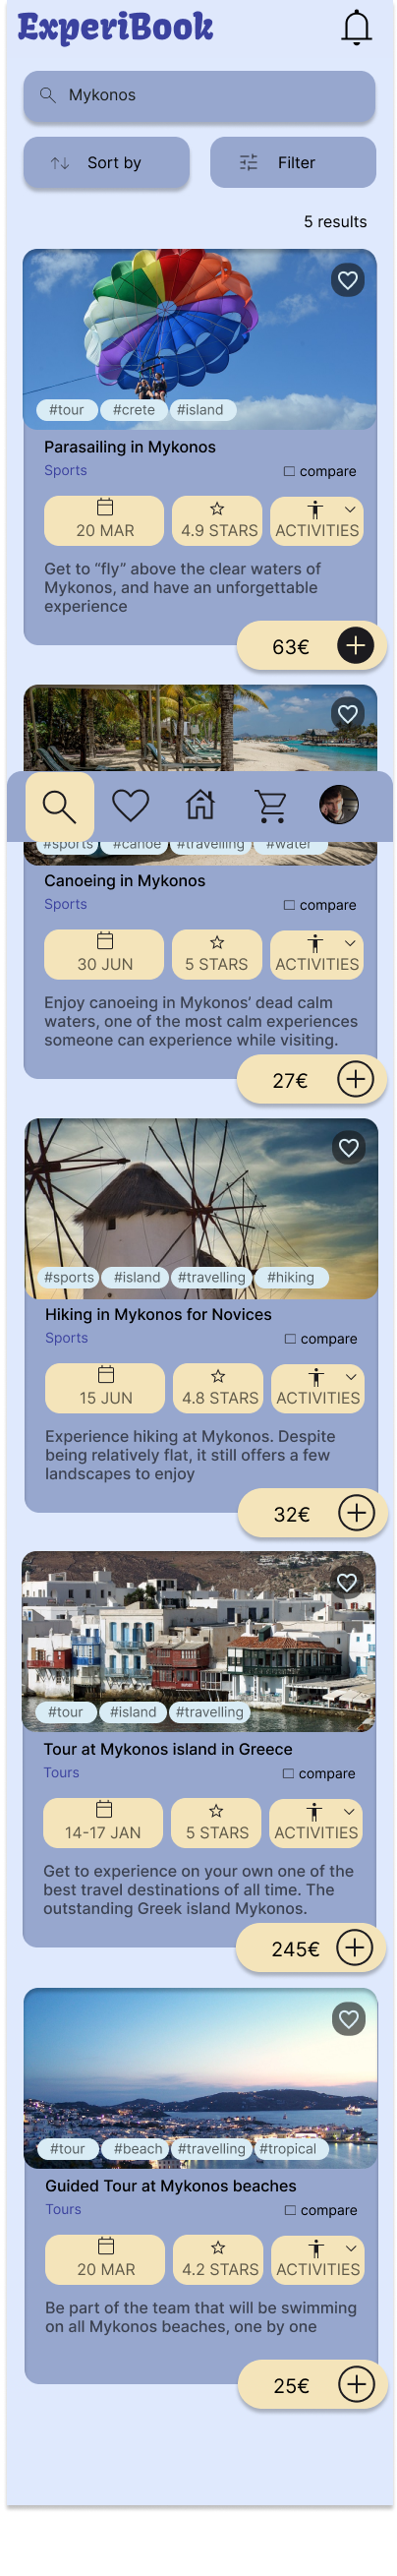 ExperiBook
Mykonos
Sort by
Filter
5 results
#tour #crete #island
Parasailing in Mykonos
Sports
compare
20 MAR
4.9 STARS
ACTIVITIES
Get to “fly” above the clear waters of
Mykonos, and have an unforgettable
experience
63€
#sports #canoe #travelling #water
Canoeing in Mykonos
Sports
compare
30 JUN
5 STARS
ACTIVITIES
Enjoy canoeing in Mykonos’ dead calm
waters, one of the most calm experiences
someone can experience while visiting.
27€
#sports #island #travelling #hiking
Hiking in Mykonos for Novices
Sports
compare
15 JUN
4.8 STARS
ACTIVITIES
Experience hiking at Mykonos. Despite
being relatively flat, it still offers a few
landscapes to enjoy
32€
#tour #island #travelling
Tour at Mykonos island in Greece
Tours
compare
14-17 JAN
5 STARS
ACTIVITIES
Get to experience on your own one of the
best travel destinations of all time. The
outstanding Greek island Mykonos.
245€
#tour #beach #travelling #tropical
Guided Tour at Mykonos beaches
Tours
compare
20 MAR
4.2 STARS
ACTIVITIES
Be part of the team that will be swimming
on all Mykonos beaches, one by one
25€